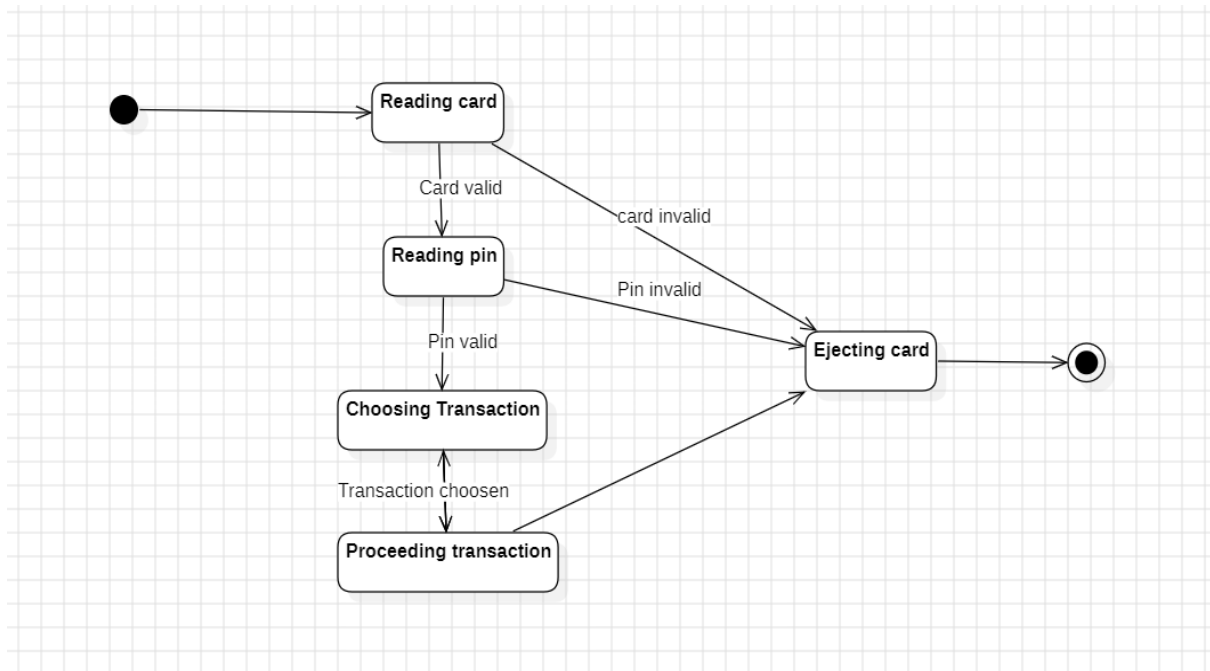 Reading card
Card valid
card invalid
Reading pin
Pin invalid
Pin valid
Ejecting card
Choosing Transaction
Transaction choosen
Proceeding transaction